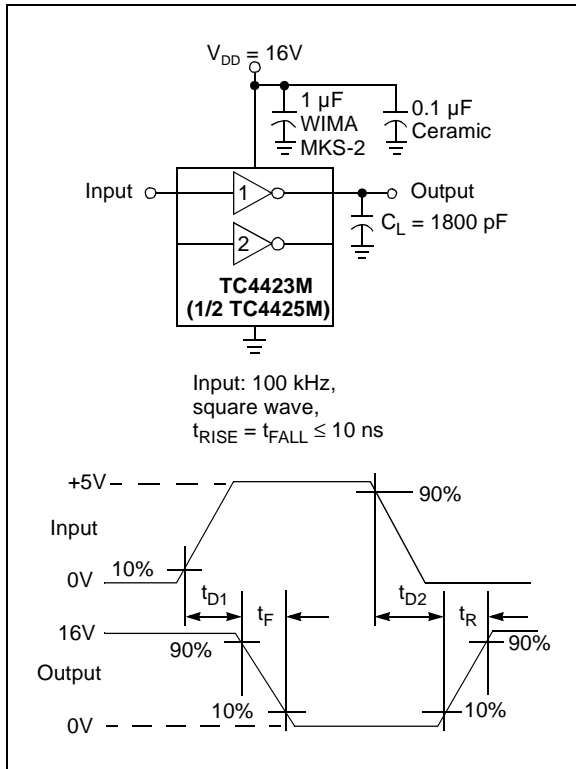 V_DD = 16V
1 µF
WIMA
MKS-2
0.1 µF
Ceramic
Input
1
Output
C_L = 1800 pF
2
TC4423M
(1/2 TC4425M)
Input: 100 kHz,
square wave,
t_RISE = t_FALL ≤ 10 ns
+5V
90%
Input
10%
0V
t_D1
t_F
t_D2
t_R
16V
90%
90%
Output
10%
10%
0V